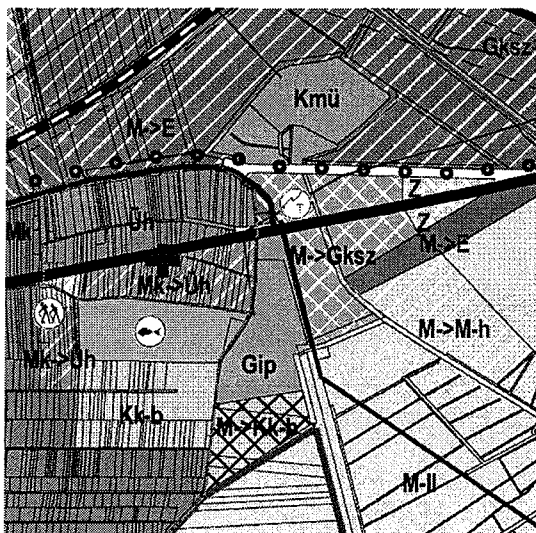 Gksz
Kmü
M->E
Z
Mk
Üh
Z
M->E
M->Gksz
Mk->Üh
M->M-h
Mk->Üh
Gip
Kk-b
M->Kk-b
M-II